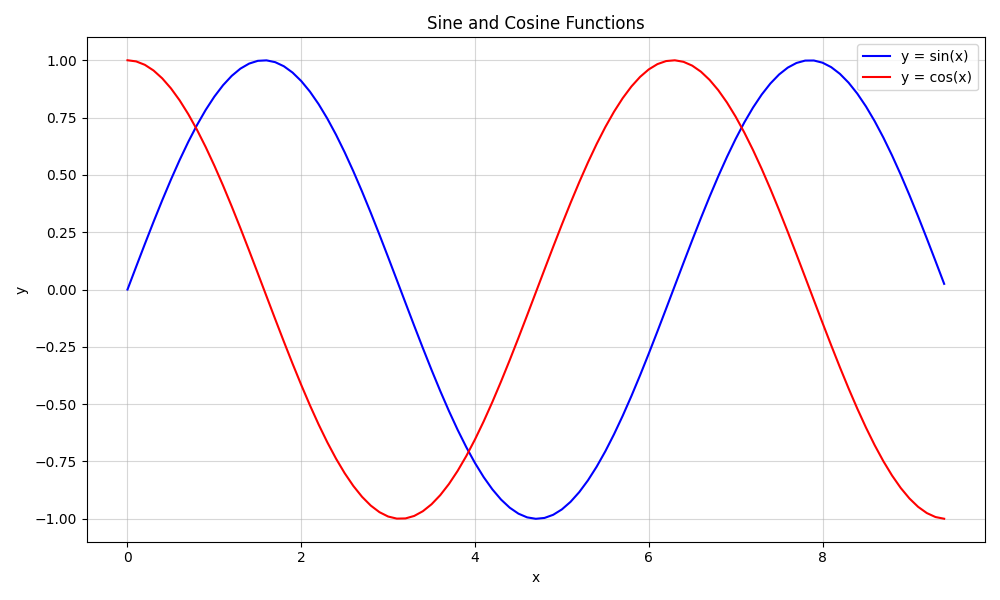 Sine and Cosine Functions
y = sin(x)
y = cos(x)
1.00
0.75
0.50
0.25
0.00
−0.25
−0.50
−0.75
−1.00
y
0 2 4 6 8
x